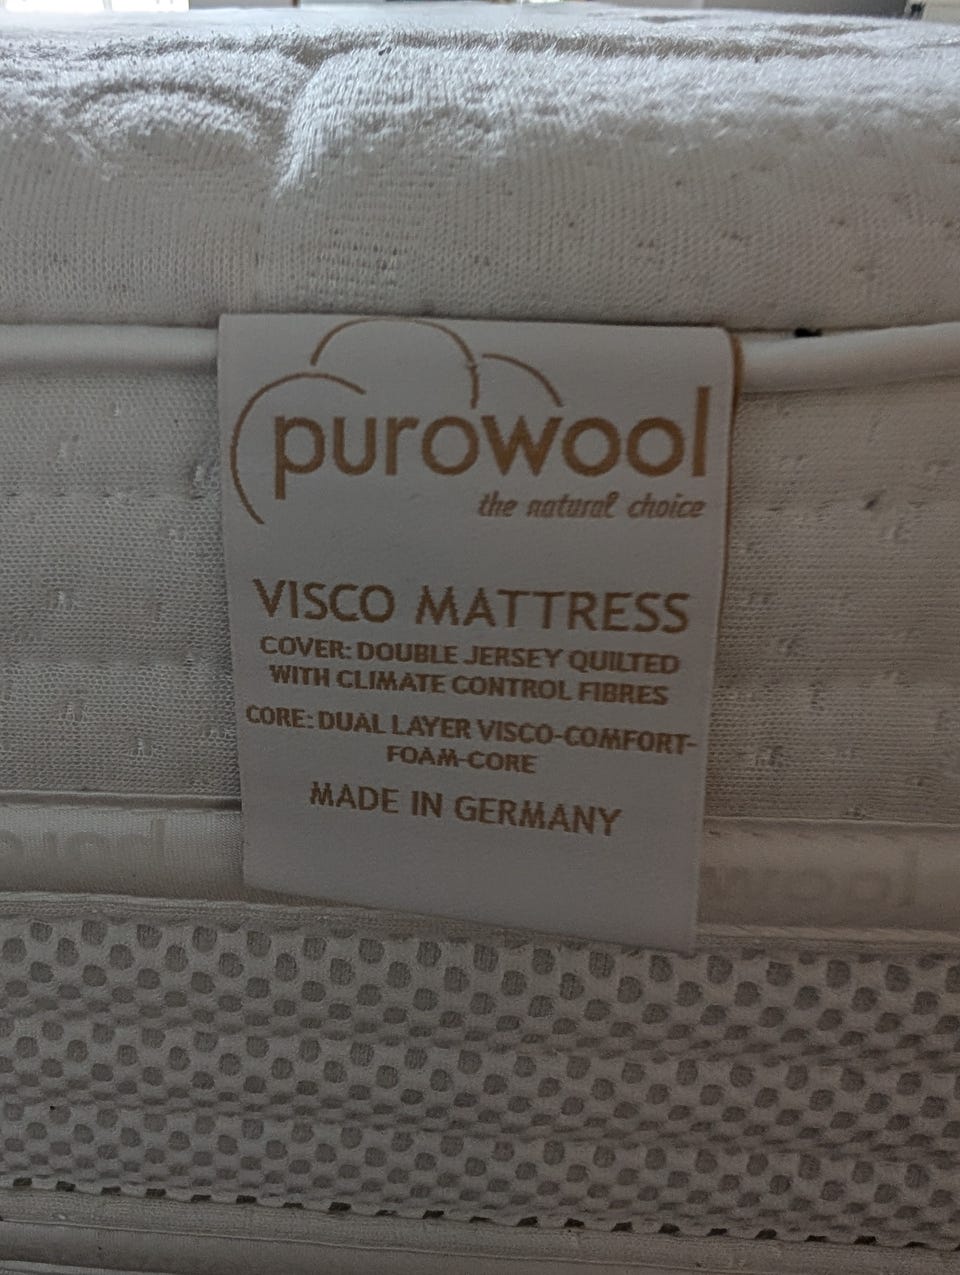 purowool
the natural choice
VISCO MATTRESS
COVER: DOUBLE JERSEY QUILTED
WITH CLIMATE CONTROL FIBRES
CORE: DUAL LAYER VISCO-COMFORT-
FOAM-CORE
MADE IN GERMANY
wool